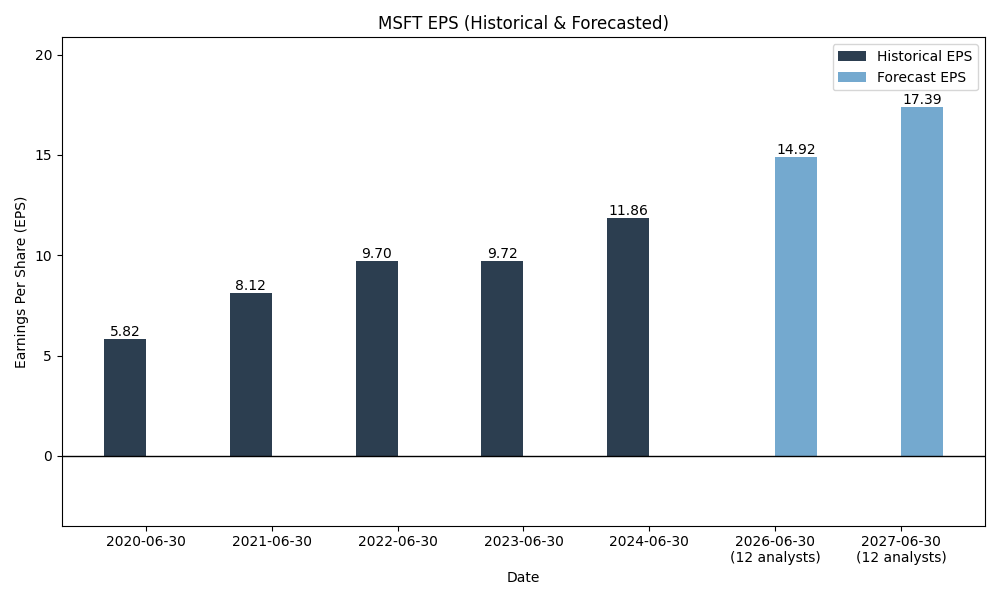 MSFT EPS (Historical & Forecasted)
Historical EPS
Forecast EPS
Earnings Per Share (EPS)
20
15
10
5
0
5.82
8.12
9.70
9.72
11.86
14.92
17.39
2020-06-30
2021-06-30
2022-06-30
2023-06-30
2024-06-30
2026-06-30
(12 analysts)
2027-06-30
(12 analysts)
Date